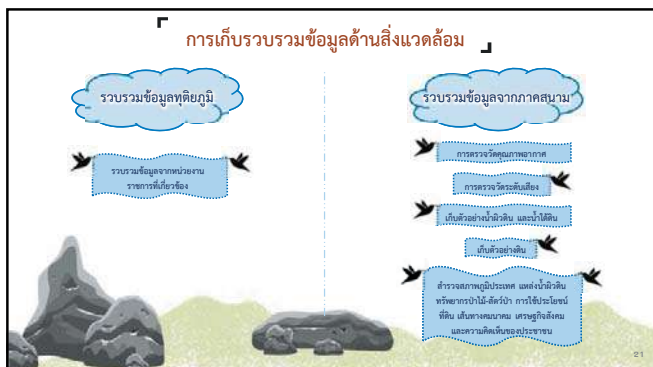 การเก็บรวบรวมข้อมูลด้านสิ่งแวดล้อม
รวบรวมข้อมูลทุติยภูมิ
รวบรวมข้อมูลจากหน่วยงาน
ราชการที่เกี่ยวข้อง
รวบรวมข้อมูลจากภาคสนาม
การตรวจวัดคุณภาพอากาศ
การตรวจวัดระดับเสียง
เก็บตัวอย่างน้ำผิวดิน และน้ำใต้ดิน
เก็บตัวอย่างดิน
สำรวจสภาพภูมิประเทศ แหล่งน้ำผิวดิน
ทรัพยากรป่าไม้-สัตว์ป่า การใช้ประโยชน์
ที่ดิน เส้นทางคมนาคม เศรษฐกิจสังคม
และความคิดเห็นของประชาชน
21